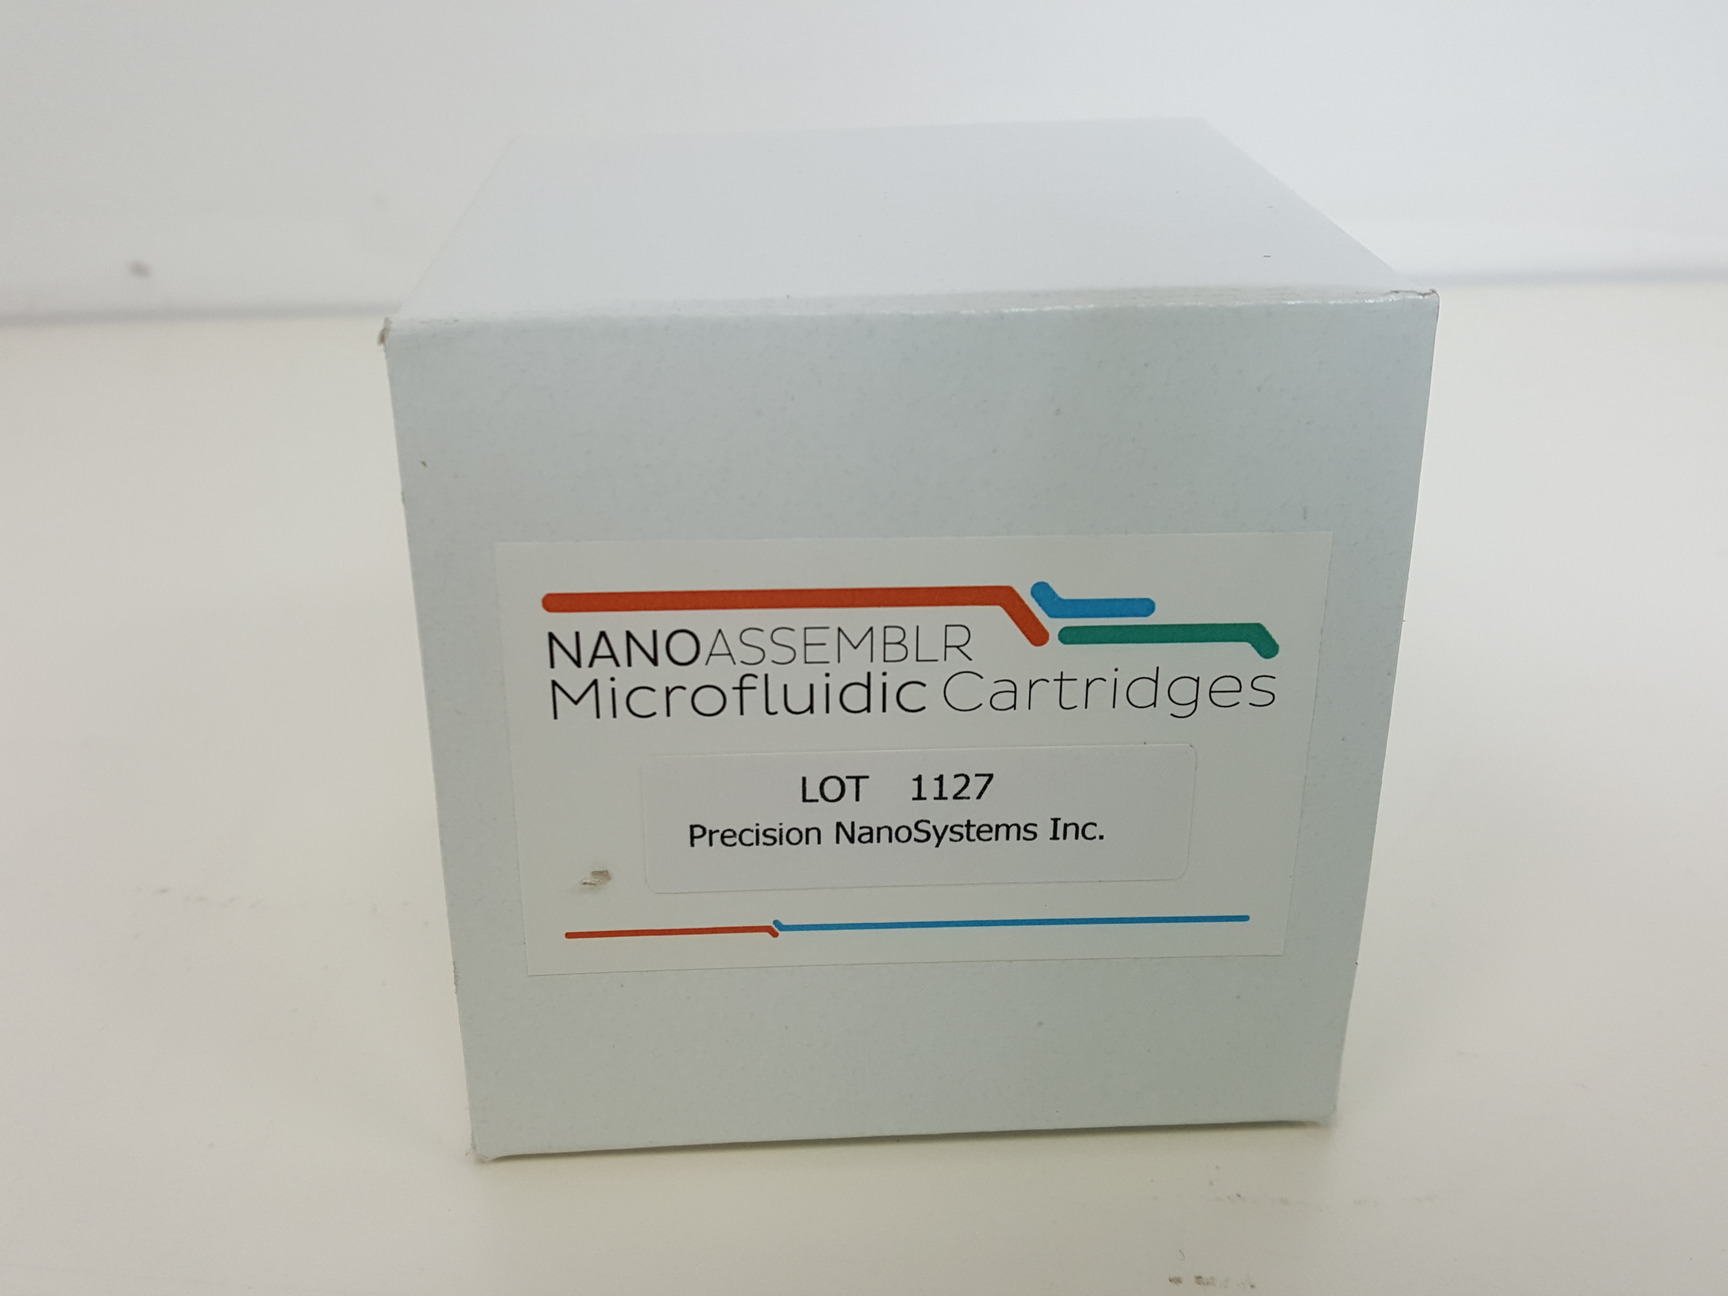 NANOASSEMBLR
Microfluidic Cartridges
LOT 1127
Precision NanoSystems Inc.